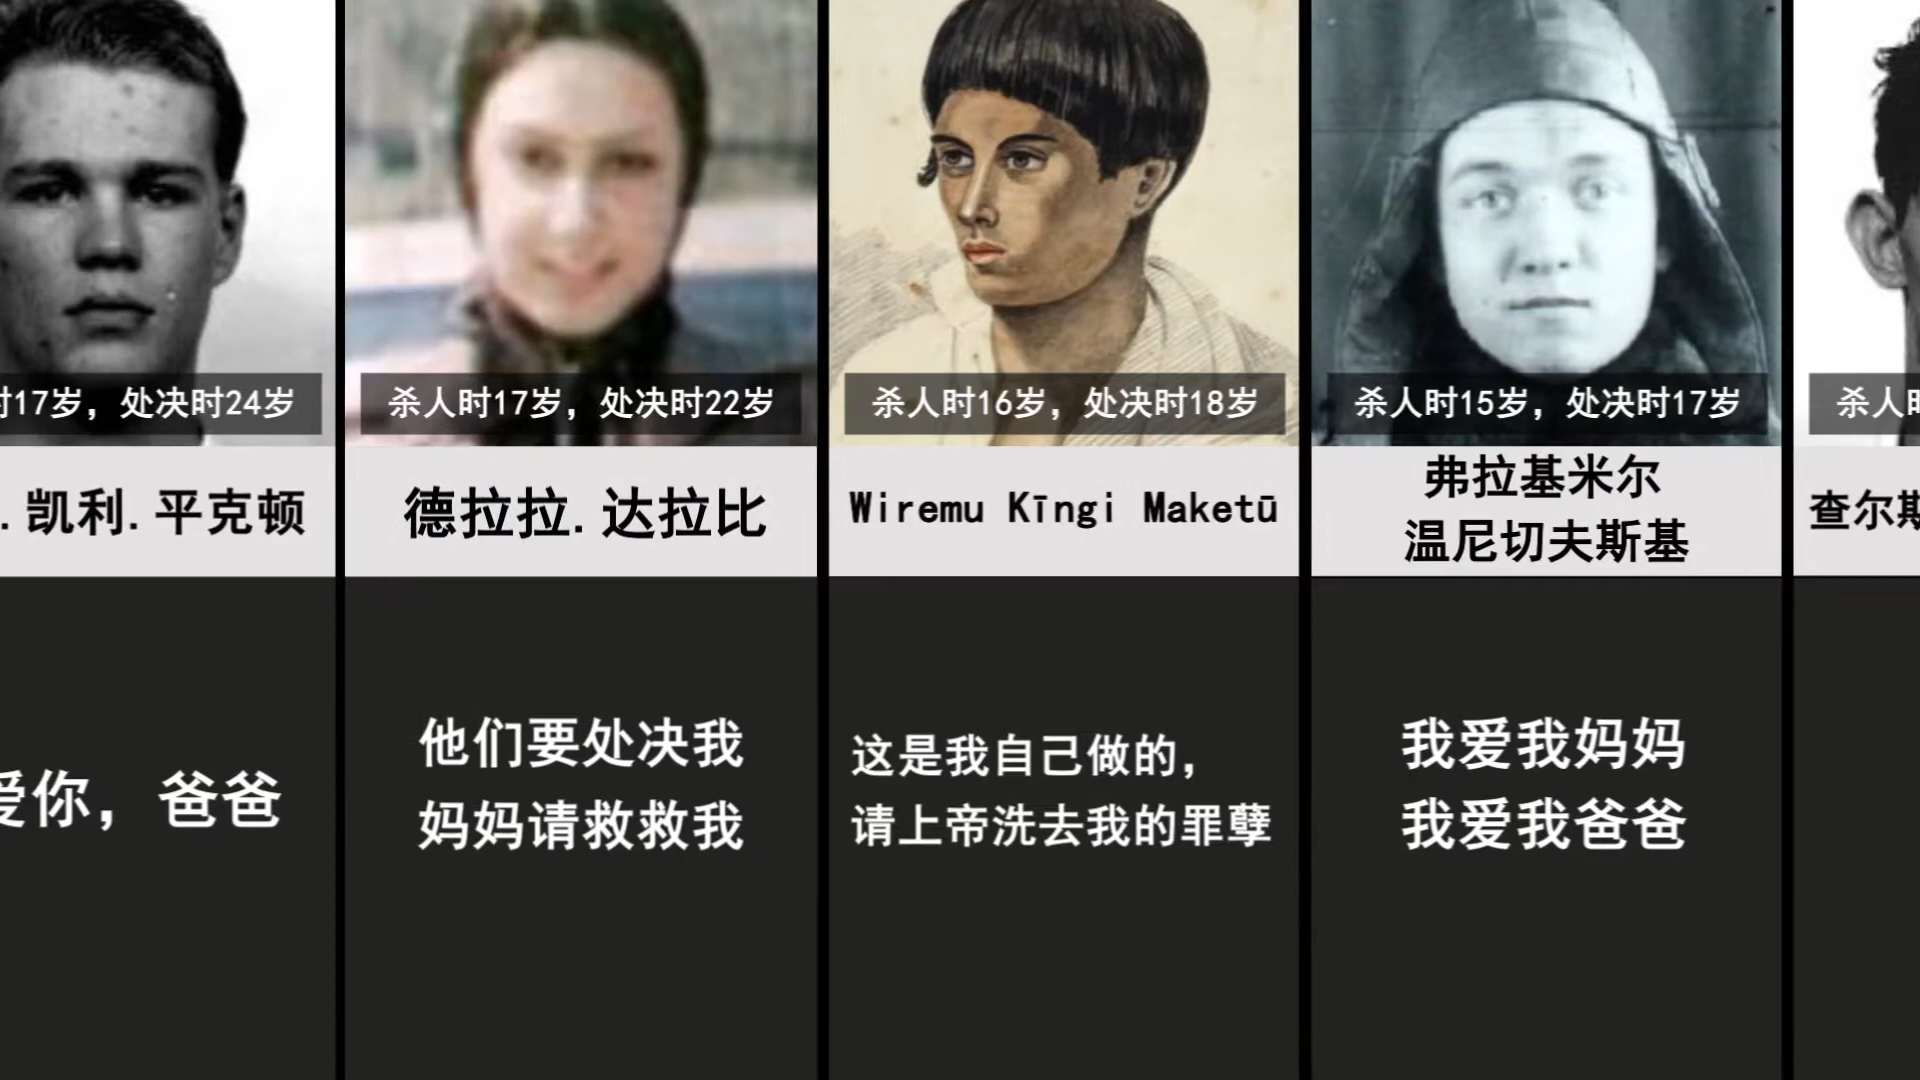 时17岁，处决时24岁
.凯利.平克顿
爱你，爸爸
杀人时17岁，处决时22岁
德拉拉.达拉比
他们要处决我
妈妈请救救我
杀人时16岁，处决时18岁
Wiremu Kīngi Maketū
这是我自己做的，
请上帝洗去我的罪孽
杀人时15岁，处决时17岁
弗拉基米尔
温尼切夫斯基
我爱我妈妈
我爱我爸爸
杀人时
查尔斯